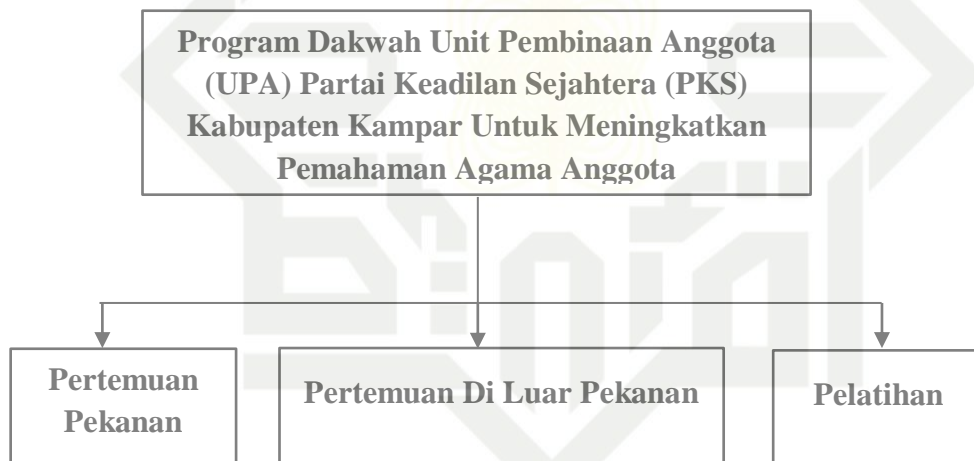 Program Dakwah Unit Pembinaan Anggota
(UPA) Partai Keadilan Sejahtera (PKS)
Kabupaten Kampar Untuk Meningkatkan
Pemahaman Agama Anggota
Pertemuan
Pekanan
Pertemuan Di Luar Pekanan
Pelatihan